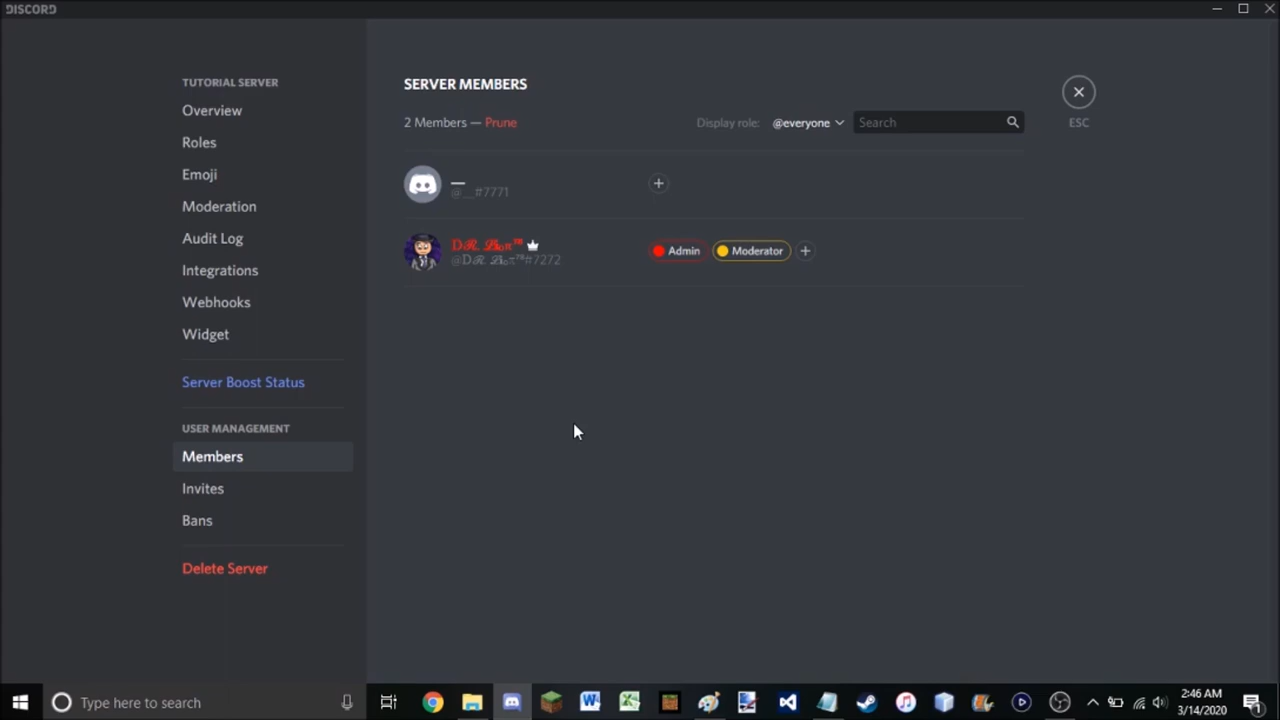 DISCORD
TUTORIAL SERVER
Overview
Roles
Emoji
Moderation
Audit Log
Integrations
Webhooks
Widget
Server Boost Status
USER MANAGEMENT
Members
Invites
Bans
Delete Server
SERVER MEMBERS
2 Members — Prune
Display role: @everyone
Search
ESC
@__#7771
#7272
Admin
Moderator
Type here to search
2:46 AM
3/14/2020